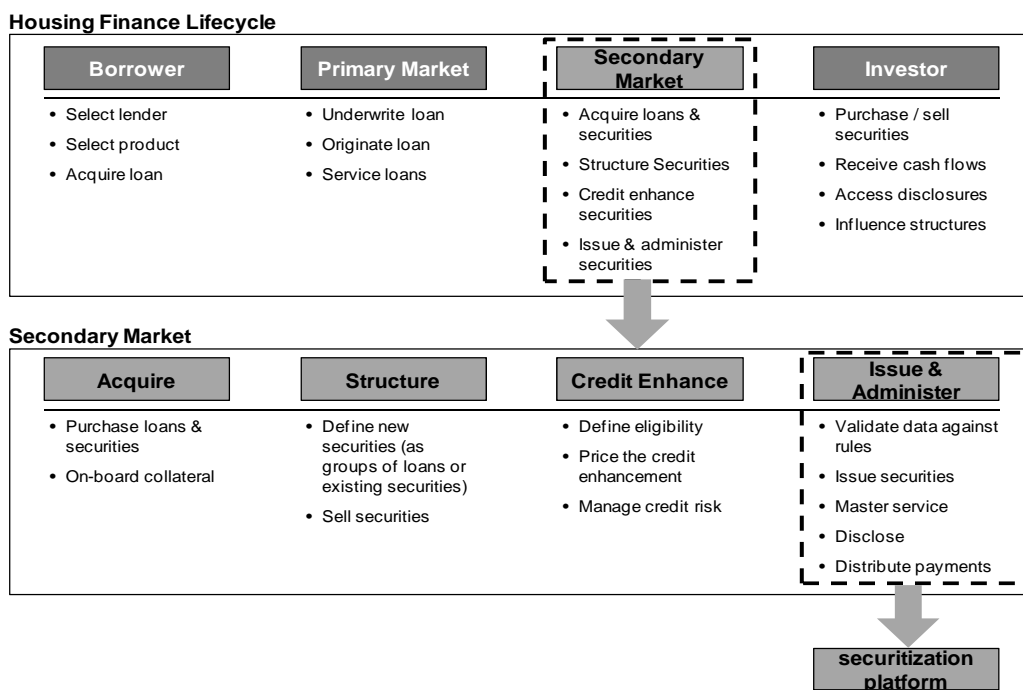 Housing Finance Lifecycle
Borrower
• Select lender
• Select product
• Acquire loan
Primary Market
• Underwrite loan
• Originate loan
• Service loans
Secondary
Market
• Acquire loans &
securities
• Structure Securities
• Credit enhance
securities
• Issue & administer
securities
Investor
• Purchase / sell
securities
• Receive cash flows
• Access disclosures
• Influence structures
Secondary Market
Acquire
• Purchase loans &
securities
• On-board collateral
Structure
• Define new
securities (as
groups of loans or
existing securities)
• Sell securities
Credit Enhance
• Define eligibility
• Price the credit
enhancement
• Manage credit risk
Issue &
Administer
• Validate data against
rules
• Issue securities
• Master service
• Disclose
• Distribute payments
securitization
platform